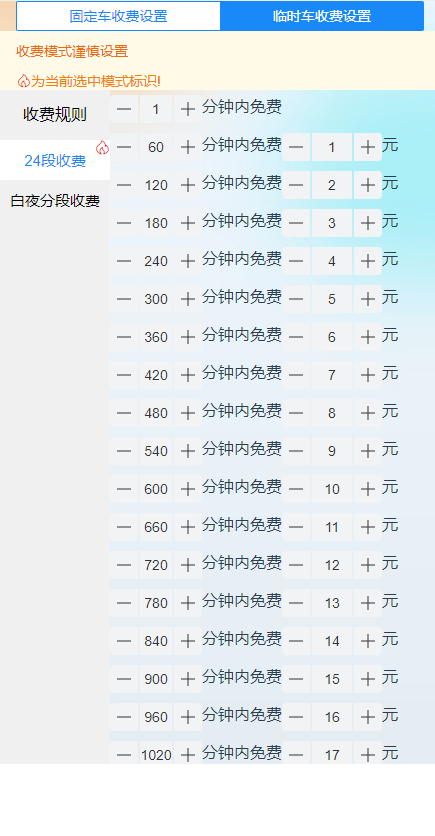 固定车收费设置 临时车收费设置
收费模式谨慎设置
为当前选中模式标识!
收费规则
24段收费
白夜分段收费
— 1 + 分钟内免费
— 60 + 分钟内免费 — 1 + 元
— 120 + 分钟内免费 — 2 + 元
— 180 + 分钟内免费 — 3 + 元
— 240 + 分钟内免费 — 4 + 元
— 300 + 分钟内免费 — 5 + 元
— 360 + 分钟内免费 — 6 + 元
— 420 + 分钟内免费 — 7 + 元
— 480 + 分钟内免费 — 8 + 元
— 540 + 分钟内免费 — 9 + 元
— 600 + 分钟内免费 — 10 + 元
— 660 + 分钟内免费 — 11 + 元
— 720 + 分钟内免费 — 12 + 元
— 780 + 分钟内免费 — 13 + 元
— 840 + 分钟内免费 — 14 + 元
— 900 + 分钟内免费 — 15 + 元
— 960 + 分钟内免费 — 16 + 元
— 1020 + 分钟内免费 — 17 + 元